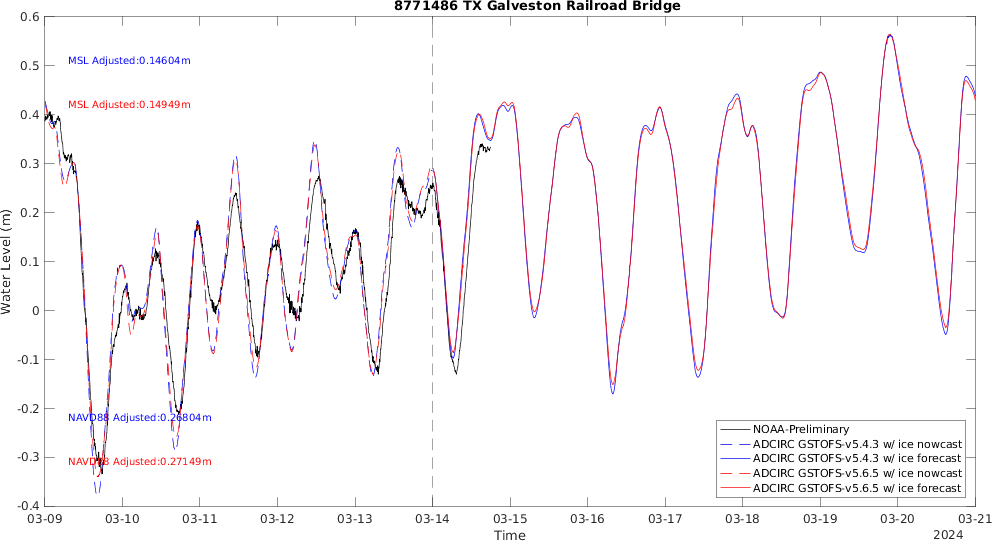 8771486 TX Galveston Railroad Bridge
0.6
0.5
0.4
0.3
0.2
0.1
0
-0.1
-0.2
-0.3
-0.4
Water Level (m)
MSL Adjusted:0.14604m
MSL Adjusted:0.14949m
NAVD88 Adjusted:0.26804m
NAVD88 Adjusted:0.27149m
NOAA-Preliminary
ADCIRC GSTOFS-v5.4.3 w/ ice nowcast
ADCIRC GSTOFS-v5.4.3 w/ ice forecast
ADCIRC GSTOFS-v5.6.5 w/ ice nowcast
ADCIRC GSTOFS-v5.6.5 w/ ice forecast
03-09 03-10 03-11 03-12 03-13 03-14 03-15 03-16 03-17 03-18 03-19 03-20 03-21
Time
2024